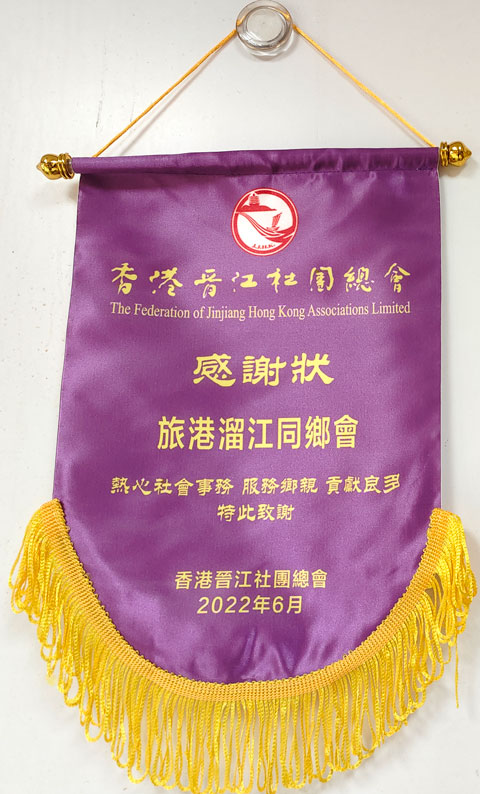 香港晉江社團總會
The Federation of Jinjiang Hong Kong Associations Limited
感謝狀
旅港溜江同鄉會
熱心社會事務 服務鄉親 貢獻良多
特此致謝
香港晉江社團總會
2022年6月